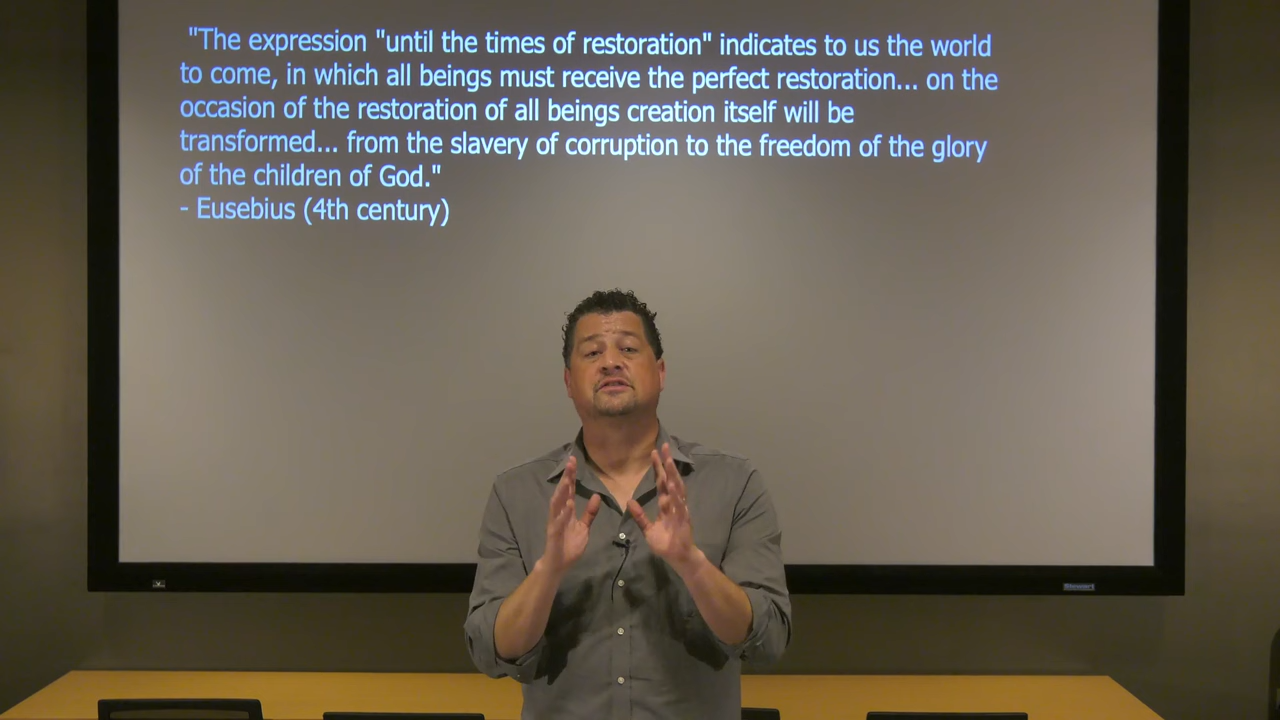 "The expression "until the times of restoration" indicates to us the world
to come, in which all beings must receive the perfect restoration... on the
occasion of the restoration of all beings creation itself will be
transformed... from the slavery of corruption to the freedom of the glory
of the children of God."
- Eusebius (4th century)
Stewart